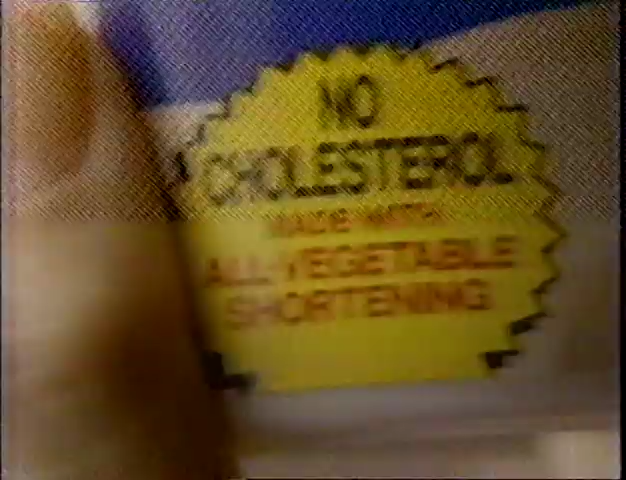 NO
CHOLESTEROL
MADE WITH
ALL VEGETABLE
SHORTENING